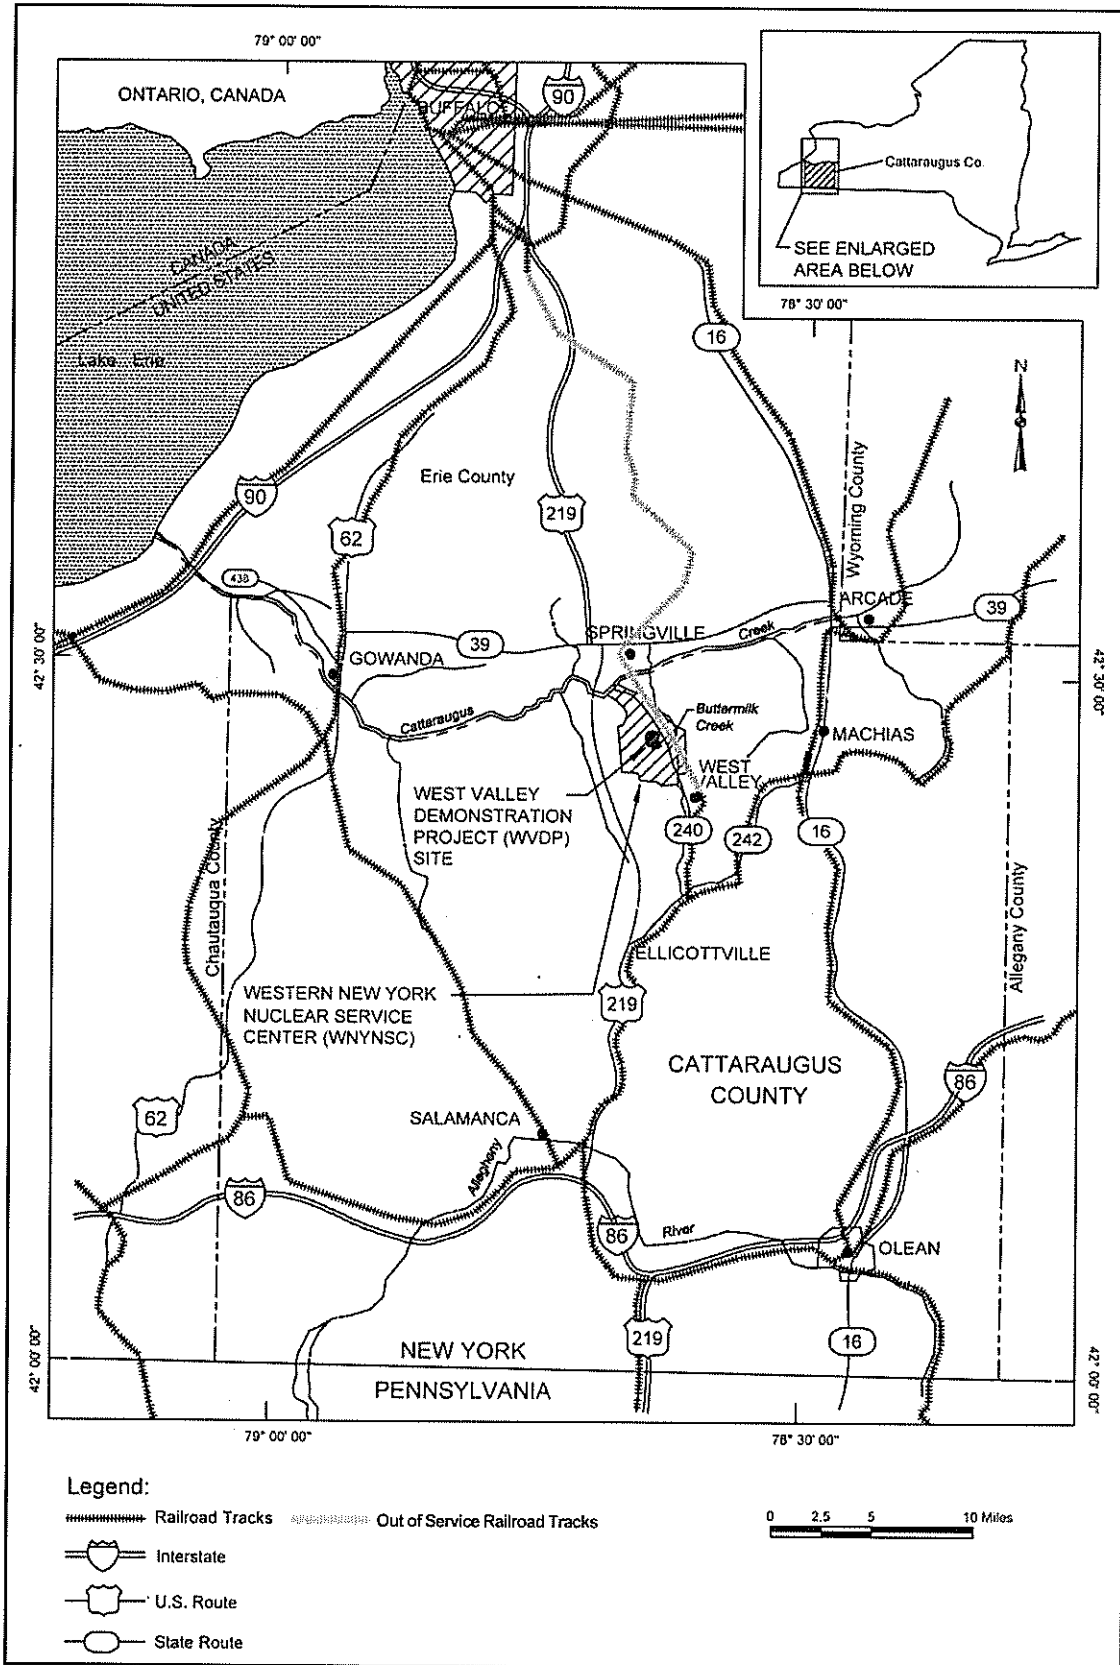 79° 00' 00"
ONTARIO, CANADA
BUFFALO
90
Cattaraugus Co.
SEE ENLARGED
AREA BELOW
78° 30' 00"
CANADA
UNITED STATES
Lake Erie
16
N
90
Erie County
219
62
Wyoming County
438
ARCADE
39
39
SPRINGVILLE
Creek
42° 30' 00"
GOWANDA
42° 30' 00"
Cattaraugus
Buttermilk
Creek
MACHIAS
WEST
VALLEY
WEST VALLEY
DEMONSTRATION
PROJECT (WVDP)
SITE
240
242
16
Chautauqua County
Allegany County
ELLICOTTVILLE
WESTERN NEW YORK
NUCLEAR SERVICE
CENTER (WNYNSC)
219
CATTARAUGUS
COUNTY
86
62
SALAMANCA
Allegheny
86
86
River
OLEAN
219
16
42° 00' 00"
NEW YORK
PENNSYLVANIA
42° 00' 00"
79° 00' 00"
78° 30' 00"
Legend:
Railroad Tracks
Out of Service Railroad Tracks
0 2.5 5 10 Miles
Interstate
U.S. Route
State Route